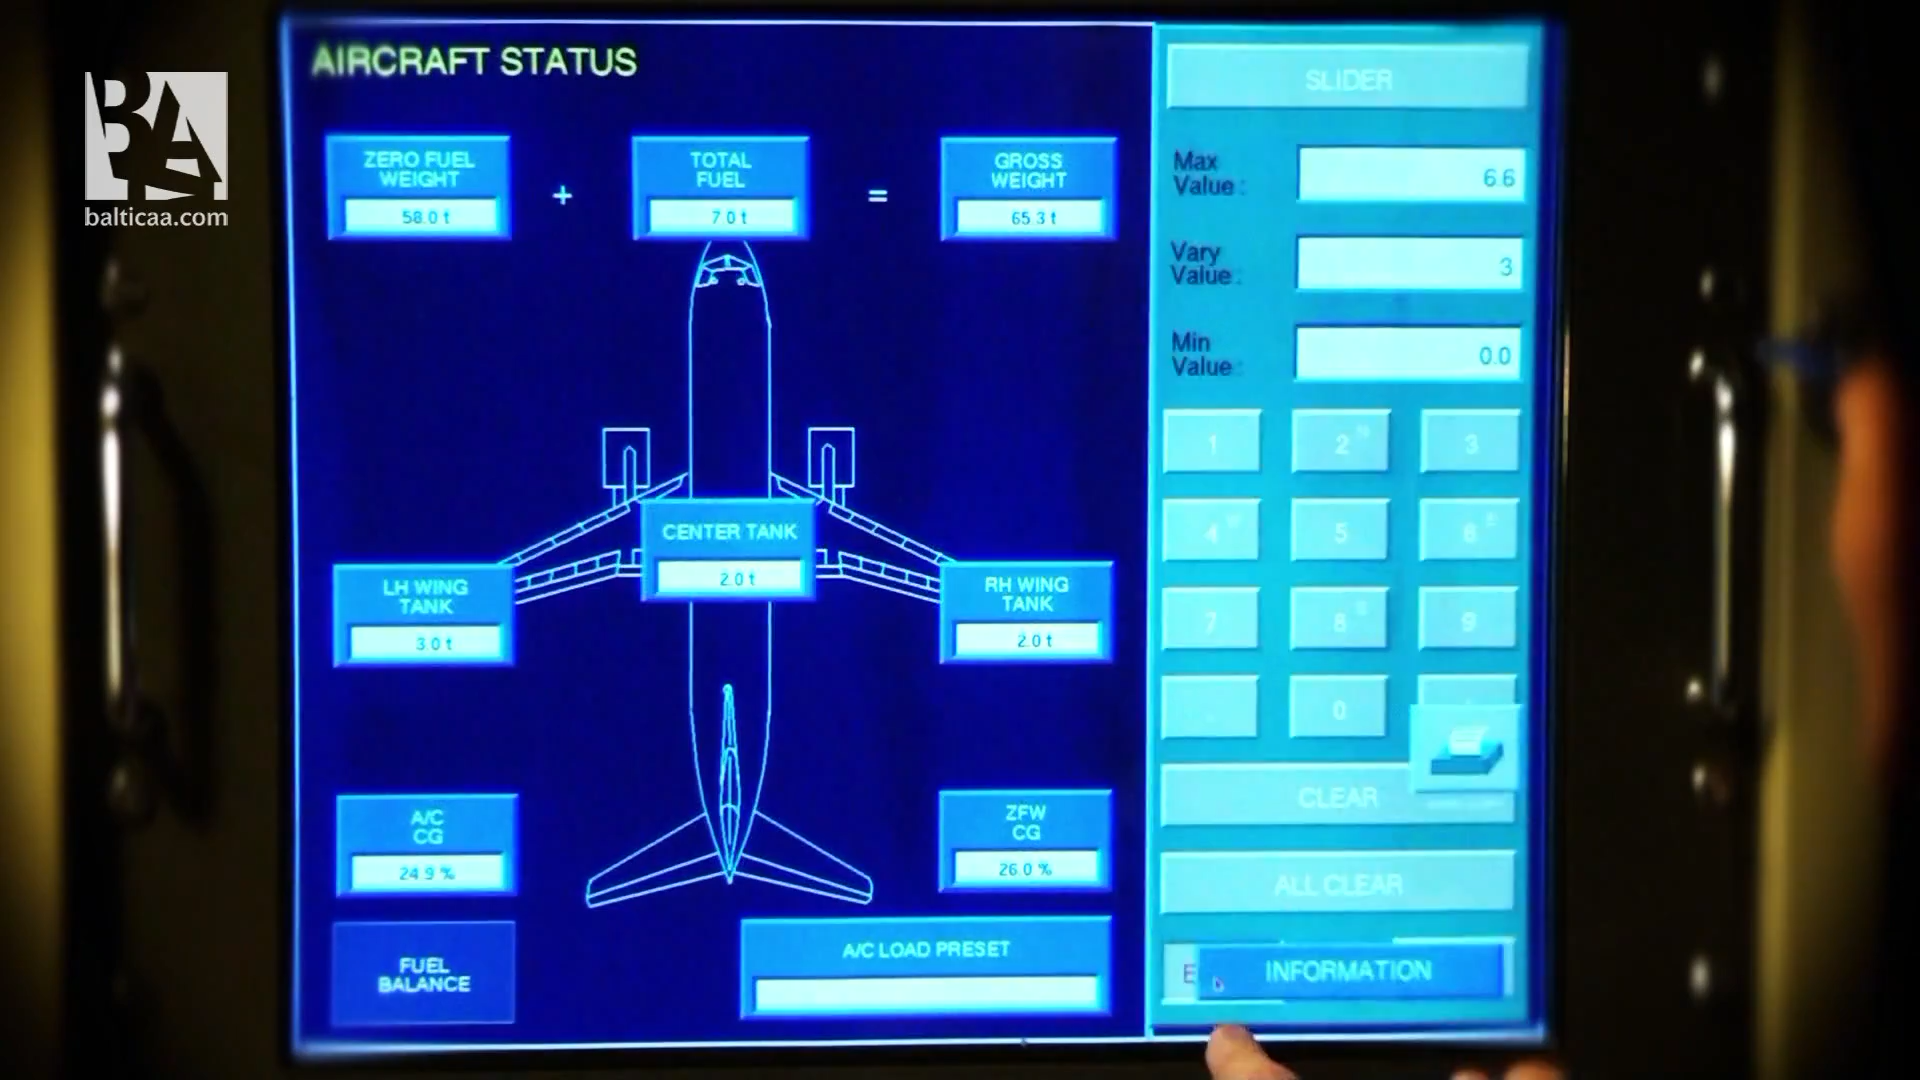 AIRCRAFT STATUS
BAA
balticaa.com
ZERO FUEL
WEIGHT
58.0 t
+
TOTAL
FUEL
7.0 t
=
GROSS
WEIGHT
65.3 t
CENTER TANK
2.0 t
LH WING
TANK
3.0 t
RH WING
TANK
2.0 t
A/C
CG
24.9 %
ZFW
CG
26.0 %
FUEL
BALANCE
A/C LOAD PRESET
SLIDER
Max
Value :
6.6
Vary
Value :
3
Min
Value :
0.0
1
2
3
4
5
6
7
8
9
.
0
CLEAR
ALL CLEAR
E
INFORMATION